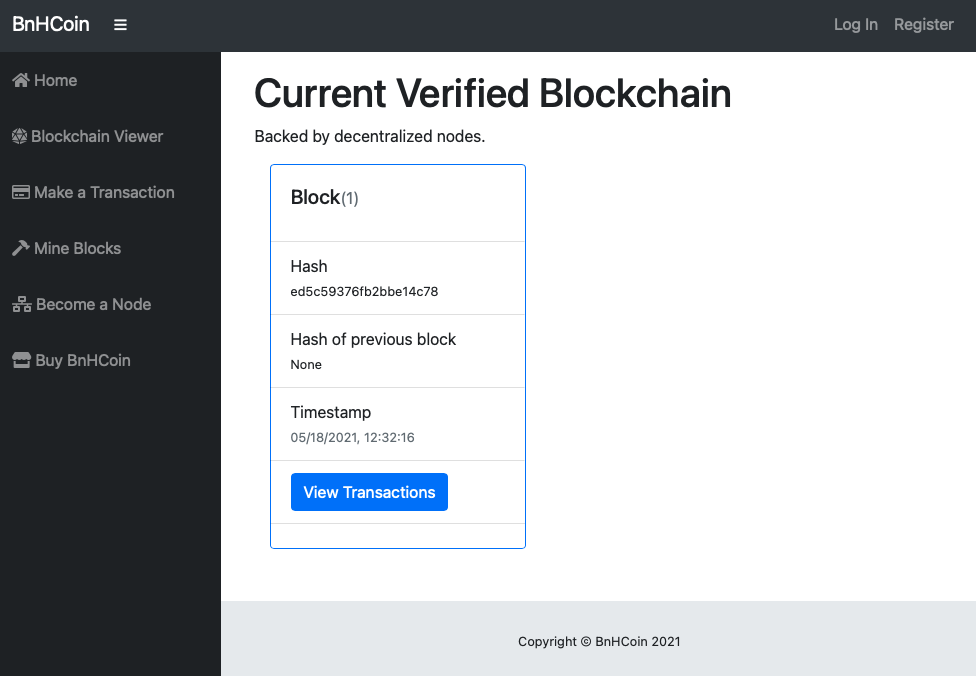 BnHCoin
Log In Register
Home
Blockchain Viewer
Make a Transaction
Mine Blocks
Become a Node
Buy BnHCoin
Current Verified Blockchain
Backed by decentralized nodes.
Block(1)
Hash
ed5c59376fb2bbe14c78
Hash of previous block
None
Timestamp
05/18/2021, 12:32:16
View Transactions
Copyright © BnHCoin 2021